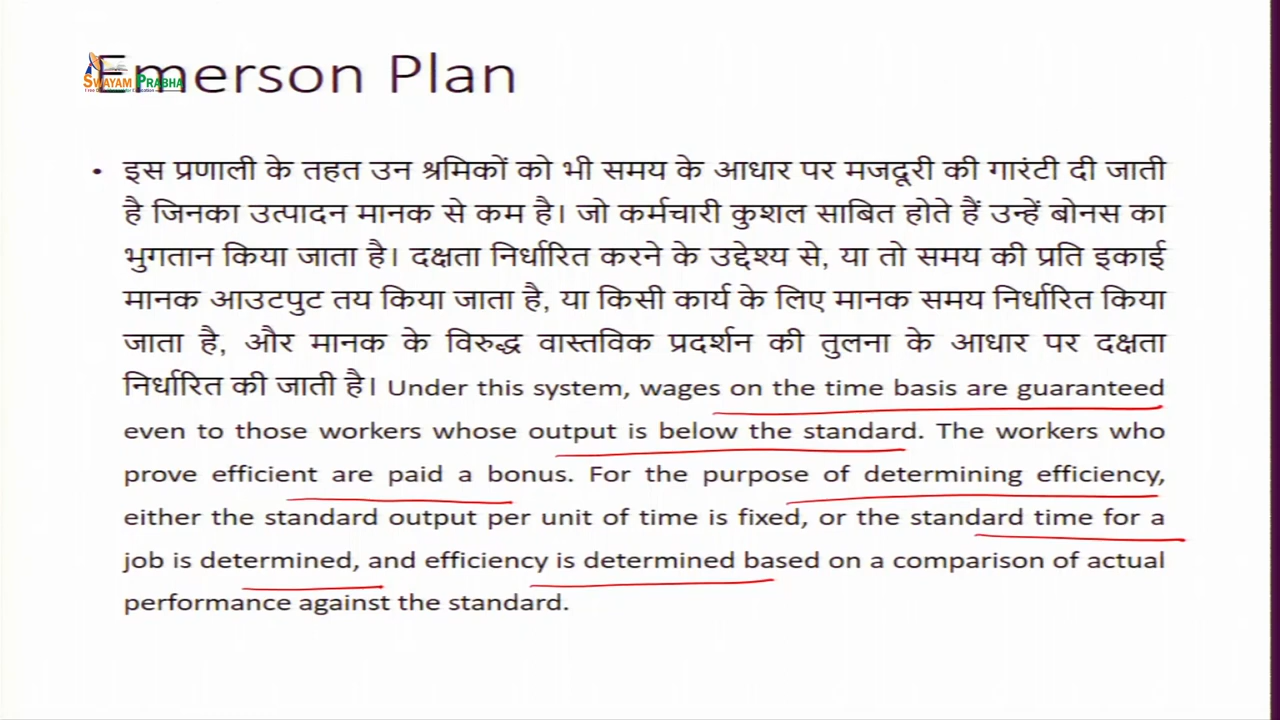 Emerson Plan
SWAYAM PRABHA
• इस प्रणाली के तहत उन श्रमिकों को भी समय के आधार पर मजदूरी की गारंटी दी जाती
है जिनका उत्पादन मानक से कम है। जो कर्मचारी कुशल साबित होते हैं उन्हें बोनस का
भुगतान किया जाता है। दक्षता निर्धारित करने के उद्देश्य से, या तो समय की प्रति इकाई
मानक आउटपुट तय किया जाता है, या किसी कार्य के लिए मानक समय निर्धारित किया
जाता है, और मानक के विरुद्ध वास्तविक प्रदर्शन की तुलना के आधार पर दक्षता
निर्धारित की जाती है। Under this system, wages on the time basis are guaranteed
even to those workers whose output is below the standard. The workers who
prove efficient are paid a bonus. For the purpose of determining efficiency,
either the standard output per unit of time is fixed, or the standard time for a
job is determined, and efficiency is determined based on a comparison of actual
performance against the standard.